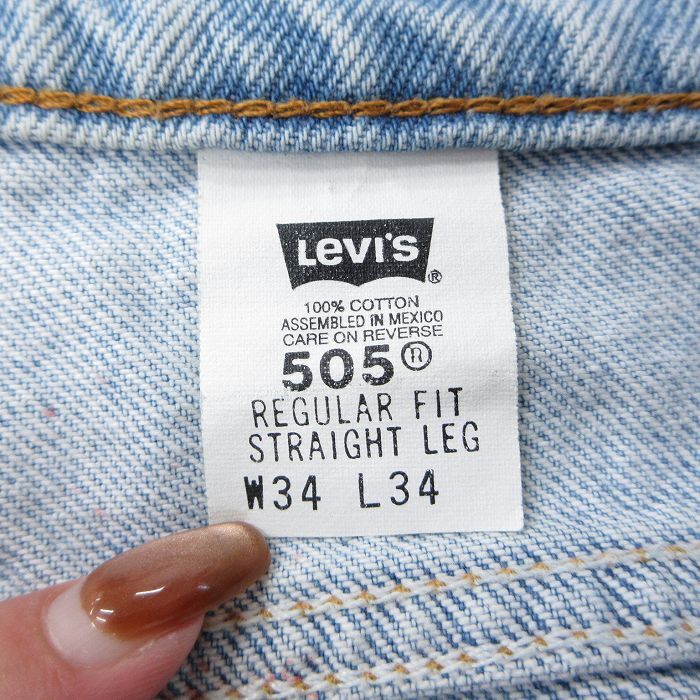 Levi's®
100% COTTON
ASSEMBLED IN MEXICO
CARE ON REVERSE
505®
REGULAR FIT
STRAIGHT LEG
W34 L34